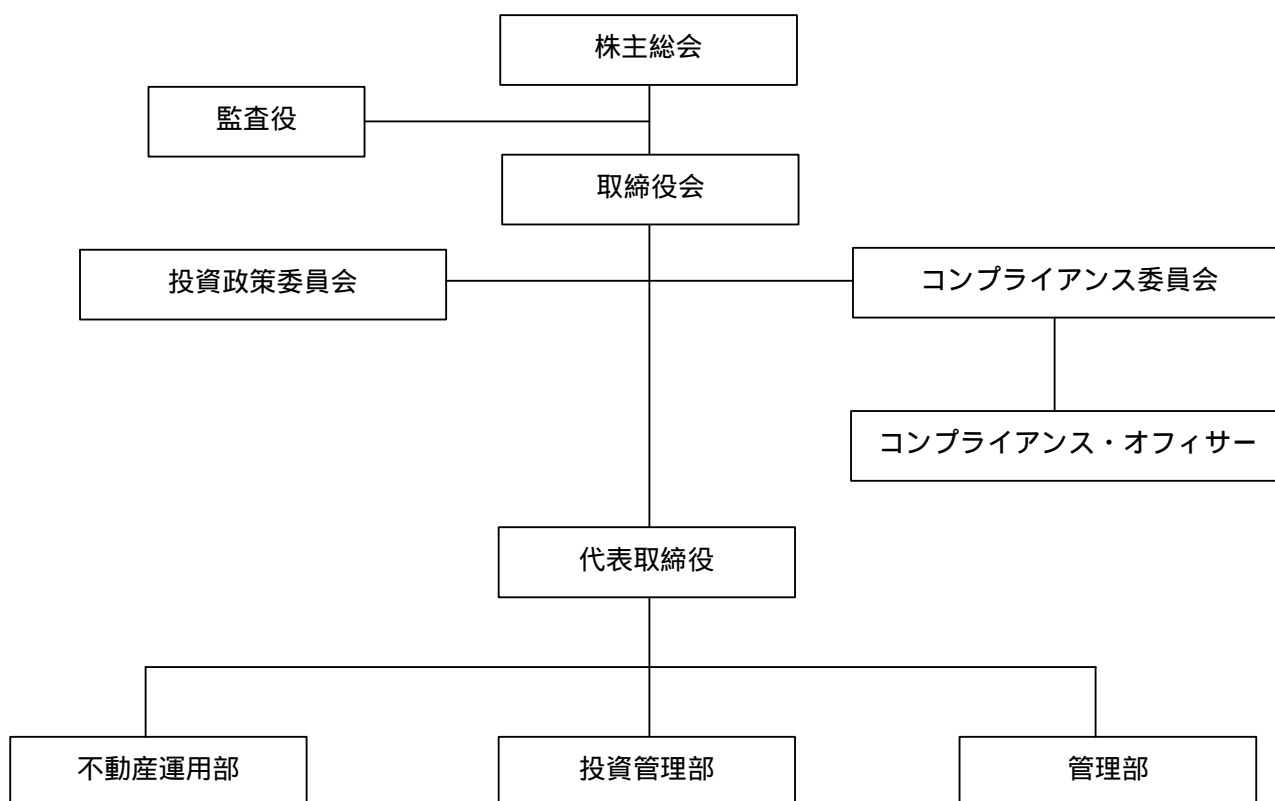 株主総会
監査役
取締役会
投資政策委員会
コンプライアンス委員会
コンプライアンス・オフィサー
代表取締役
不動産運用部
投資管理部
管理部